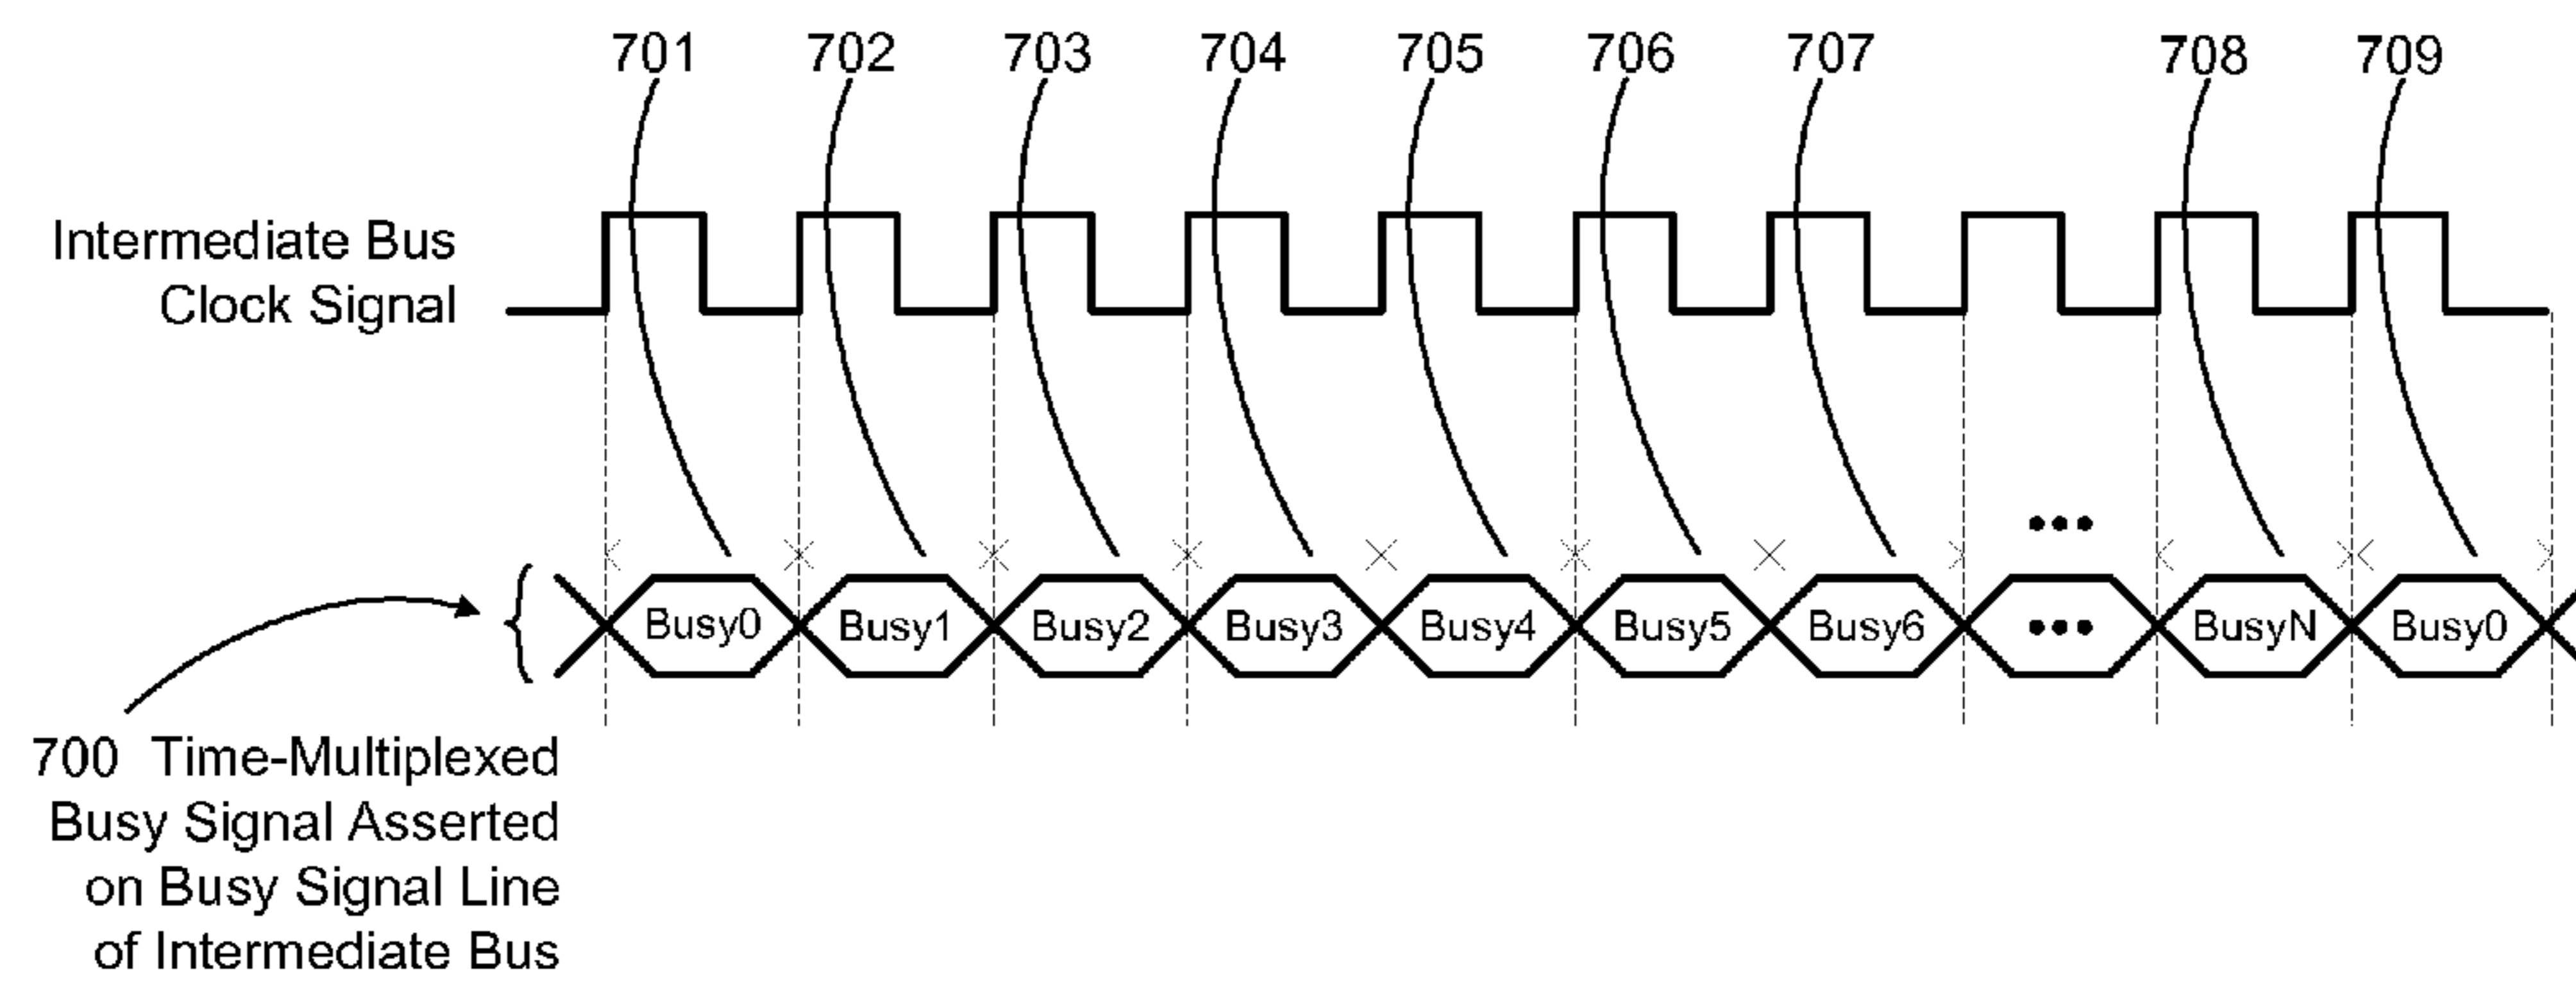 701 702 703 704 705 706 707 708 709
Intermediate Bus
Clock Signal
•••
Busy0 Busy1 Busy2 Busy3 Busy4 Busy5 Busy6 ••• BusyN Busy0
700 Time-Multiplexed
Busy Signal Asserted
on Busy Signal Line
of Intermediate Bus